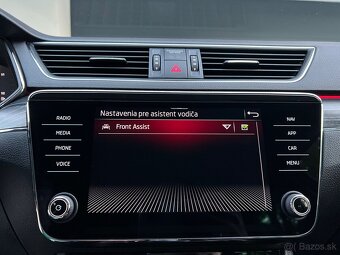 Nastavenia pre asistent vodiča
RADIO
MEDIA
PHONE
VOICE
Front Assist
NAV
APP
CAR
MENU
Bazos.sk